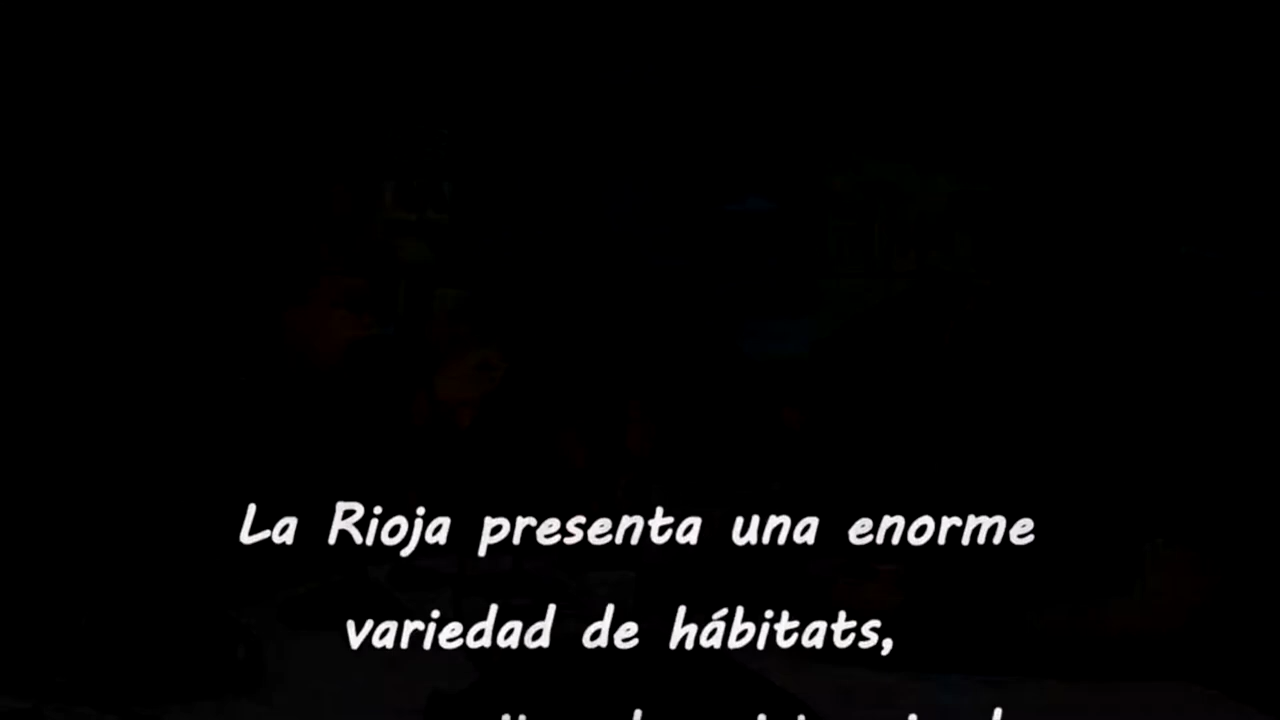 La Rioja presenta una enorme
variedad de hábitats,